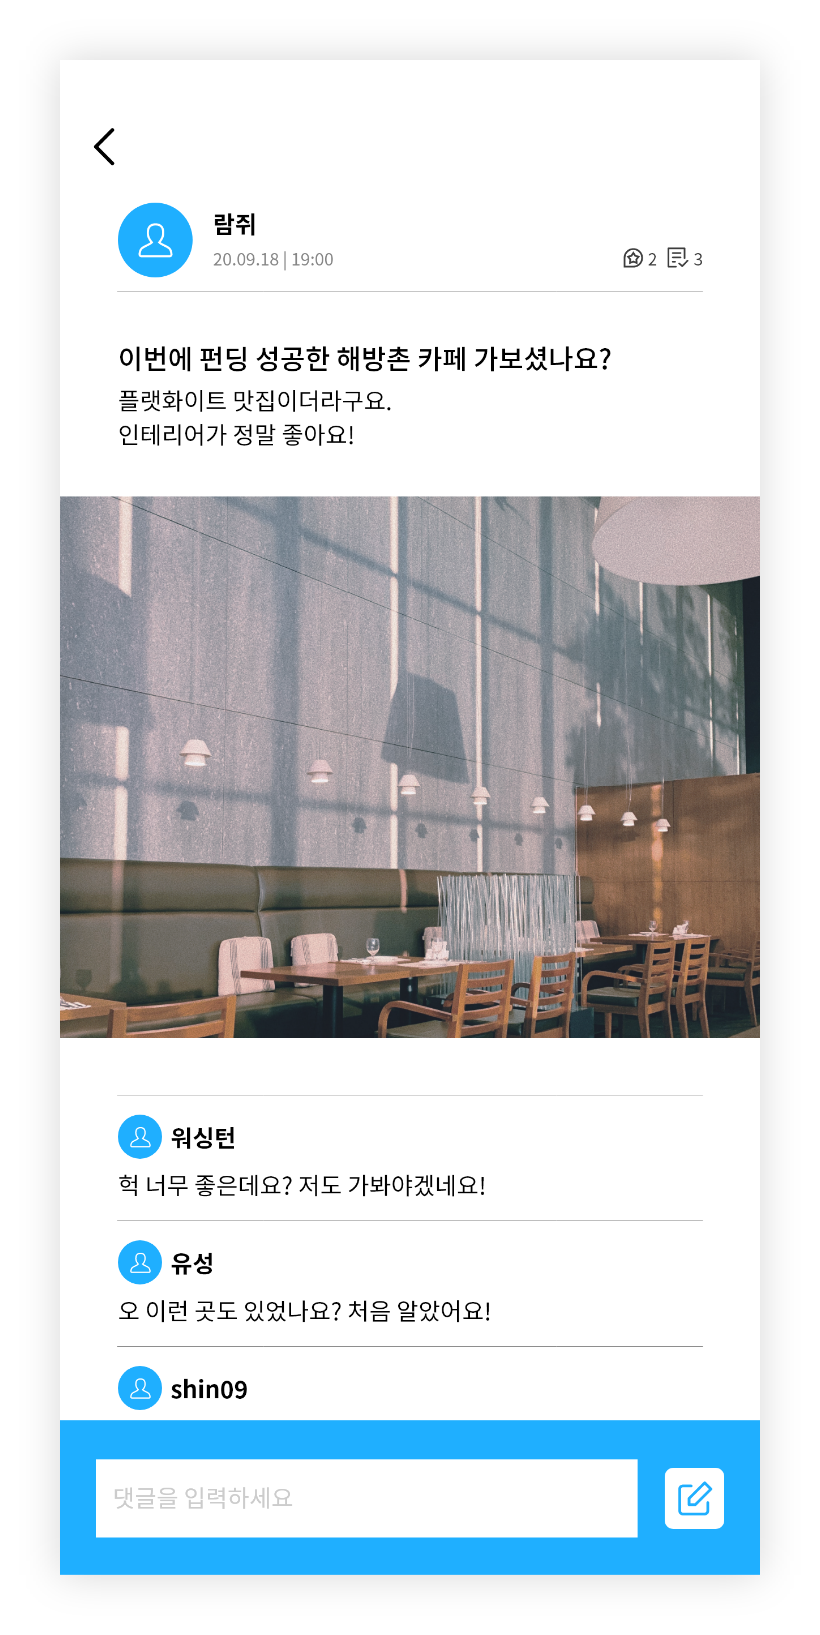 람쥐
20.09.18 | 19:00
2
3
이번에 펀딩 성공한 해방촌 카페 가보셨나요?
플랫화이트 맛집이더라구요.
인테리어가 정말 좋아요!
워싱턴
헉 너무 좋은데요? 저도 가봐야겠네요!
유성
오 이런 곳도 있었나요? 처음 알았어요!
shin09
댓글을 입력하세요